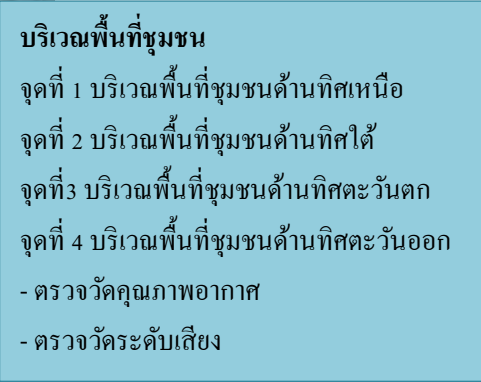 บริเวณพื้นที่ชุมชน
จุดที่ 1 บริเวณพื้นที่ชุมชนด้านทิศเหนือ
จุดที่ 2 บริเวณพื้นที่ชุมชนด้านทิศใต้
จุดที่3 บริเวณพื้นที่ชุมชนด้านทิศตะวันตก
จุดที่ 4 บริเวณพื้นที่ชุมชนด้านทิศตะวันออก
- ตรวจวัดคุณภาพอากาศ
- ตรวจวัดระดับเสียง